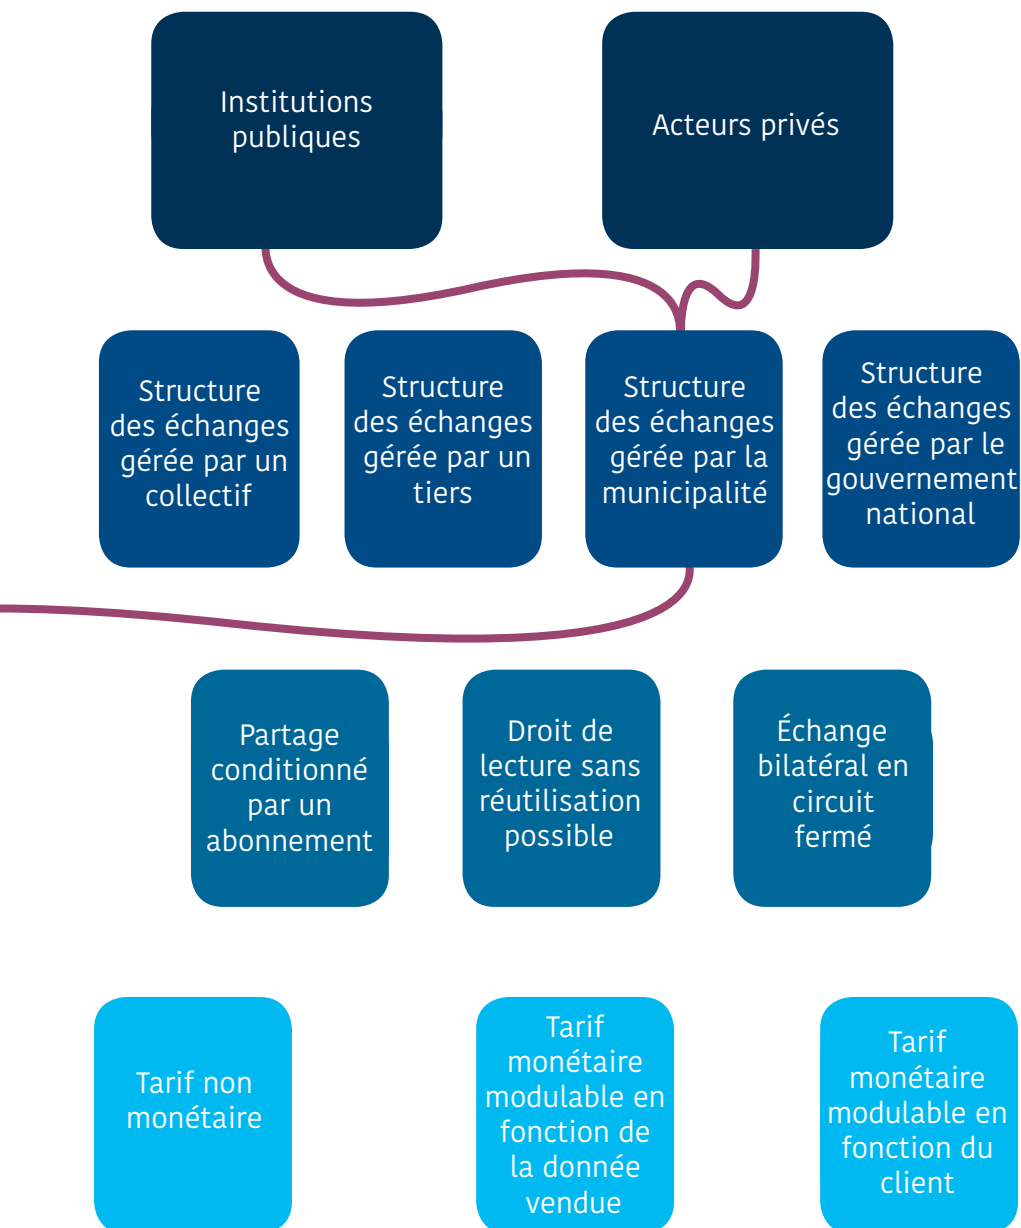 Institutions
publiques
Acteurs privés
Structure
des échanges
gérée par un
collectif
Structure
des échanges
gérée par un
tiers
Structure
des échanges
gérée par la
municipalité
Structure
des échanges
gérée par le
gouvernement
national
Partage
conditionné
par un
abonnement
Droit de
lecture sans
réutilisation
possible
Échange
bilatéral en
circuit
fermé
Tarif non
monétaire
Tarif
monétaire
modulable en
fonction de
la donnée
vendue
Tarif
monétaire
modulable en
fonction du
client